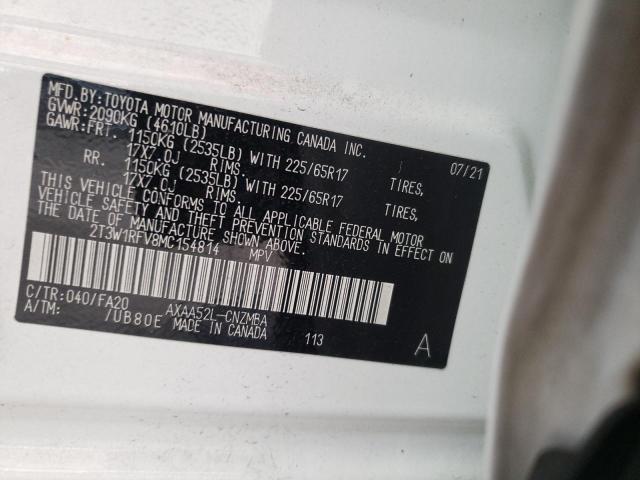 MFD.BY:TOYOTA MOTOR MANUFACTURING CANADA INC. 07/21
GVWR:2090KG (4610LB)
GAWR:FRT. 1150KG (2535LB) WITH 225/65R17 TIRES,
17X7.0J RIMS.
RR. 1150KG (2535LB) WITH 225/65R17 TIRES,
17X7.0J RIMS.
THIS VEHICLE CONFORMS TO ALL APPLICABLE FEDERAL MOTOR
VEHICLE SAFETY AND THEFT PREVENTION STANDARDS IN EFFECT ON
THE DATE OF MANUFACTURE SHOWN ABOVE.
2T3W1RFV8MC154814 MPV
C/TR:040/FA20 AXAA52L-CNZMBA
A/TM: /UB80E MADE IN CANADA 113 A